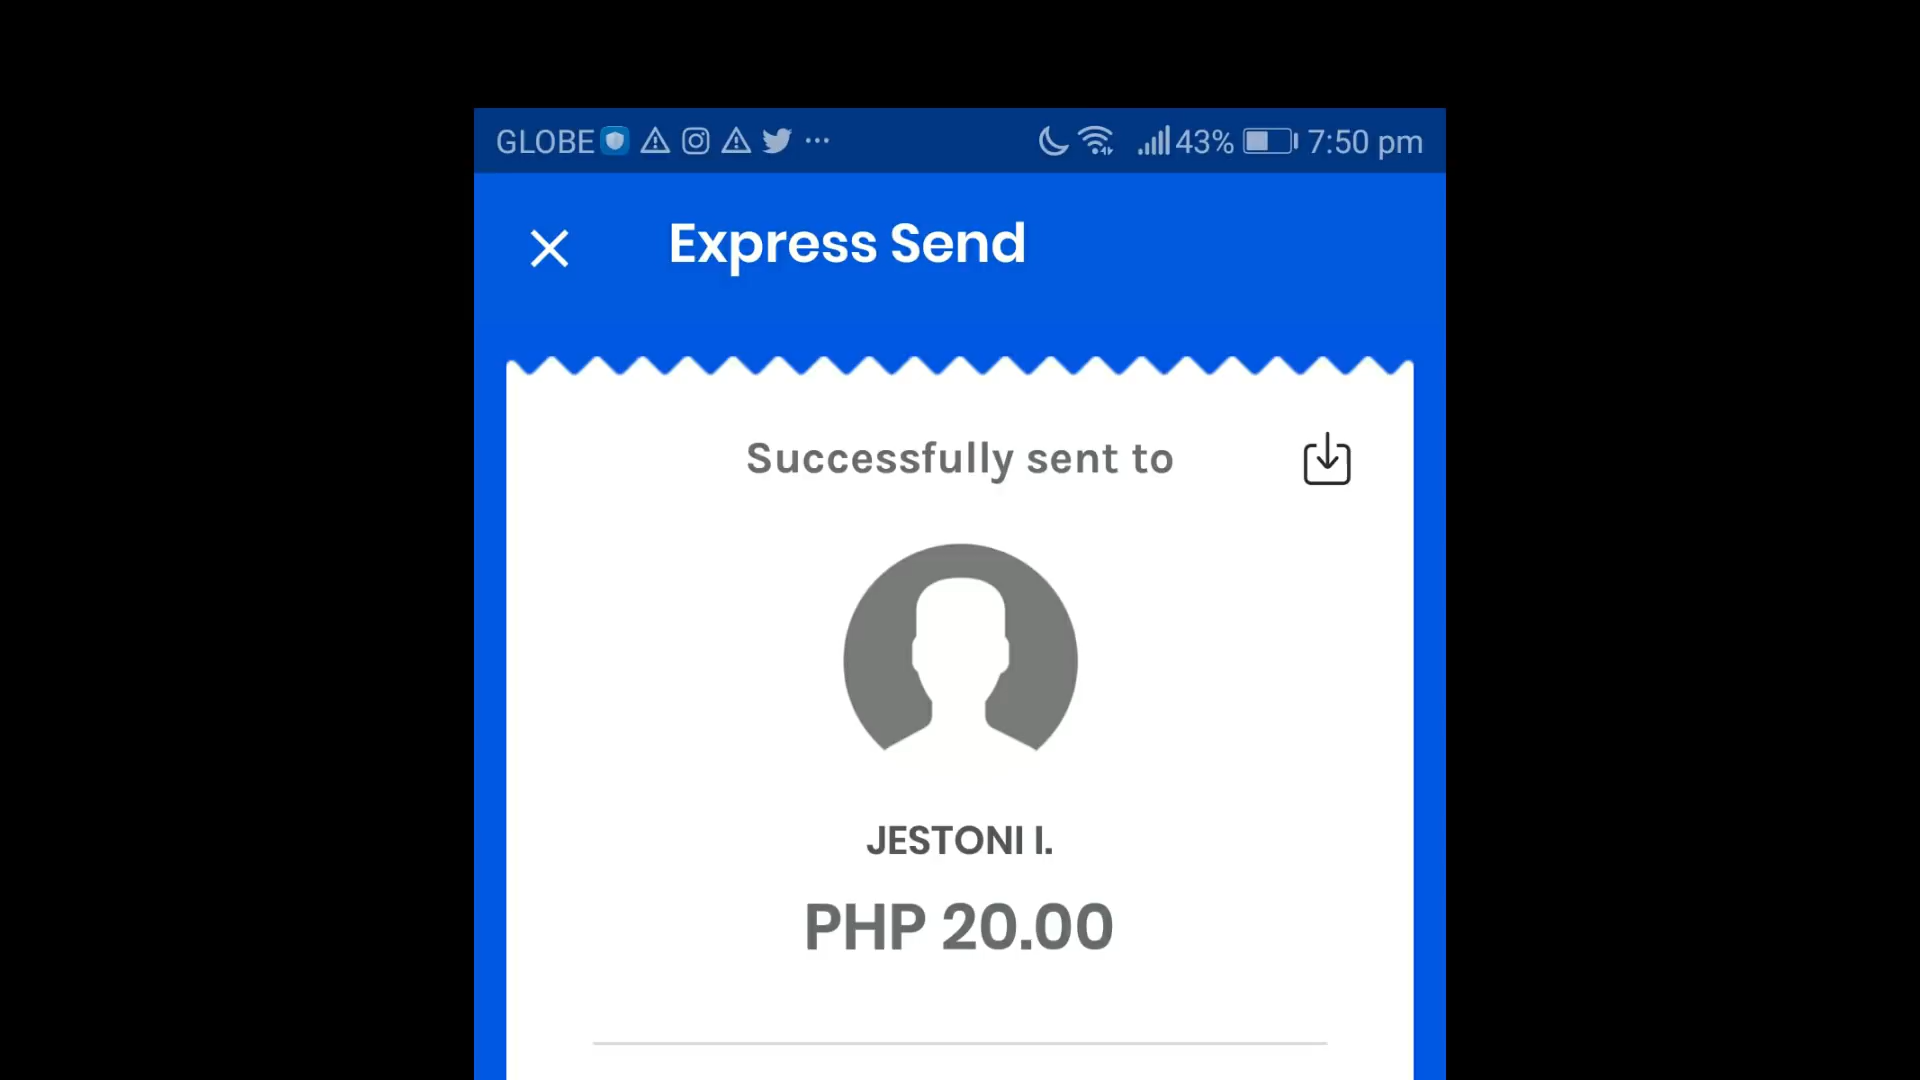 GLOBE ... 43% 7:50 pm
Express Send
Successfully sent to
JESTONI I.
PHP 20.00